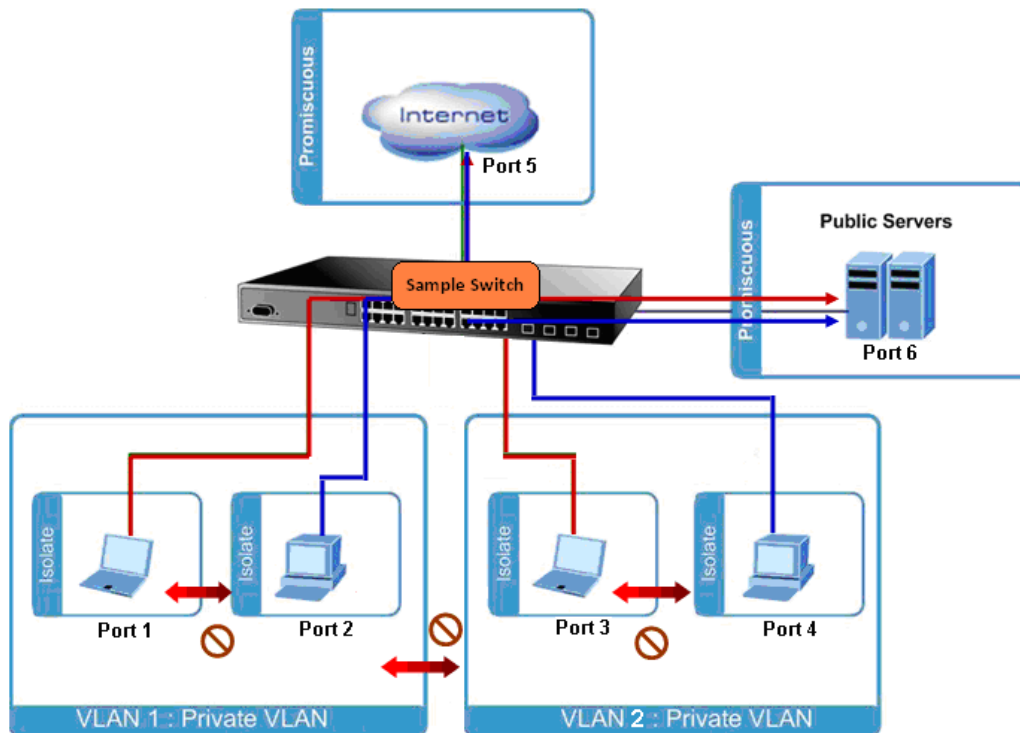 Promiscuous
Internet
Port 5
Sample Switch
Promiscuous
Public Servers
Port 6
Isolate
Port 1
Isolate
Port 2
Isolate
Port 3
Isolate
Port 4
VLAN 1 : Private VLAN
VLAN 2 : Private VLAN